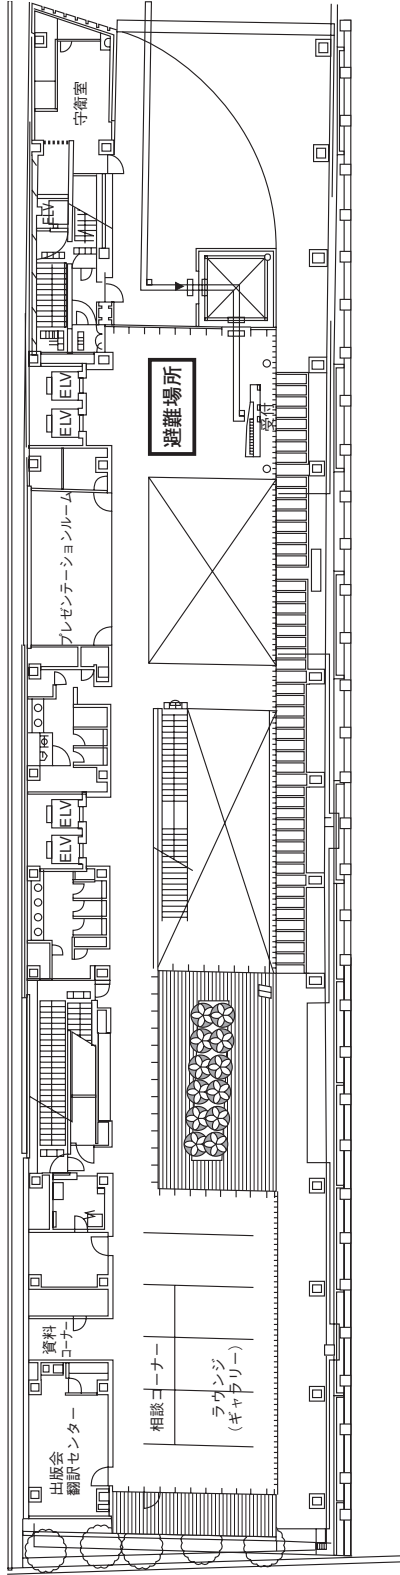 守衛室
ELV
避難場所
ELV
ELV
受付
プレゼンテーションルーム
ELV
ELV
資料
コーナー
相談コーナー
ラウンジ
(ギャラリー)
出版会
翻訳センター